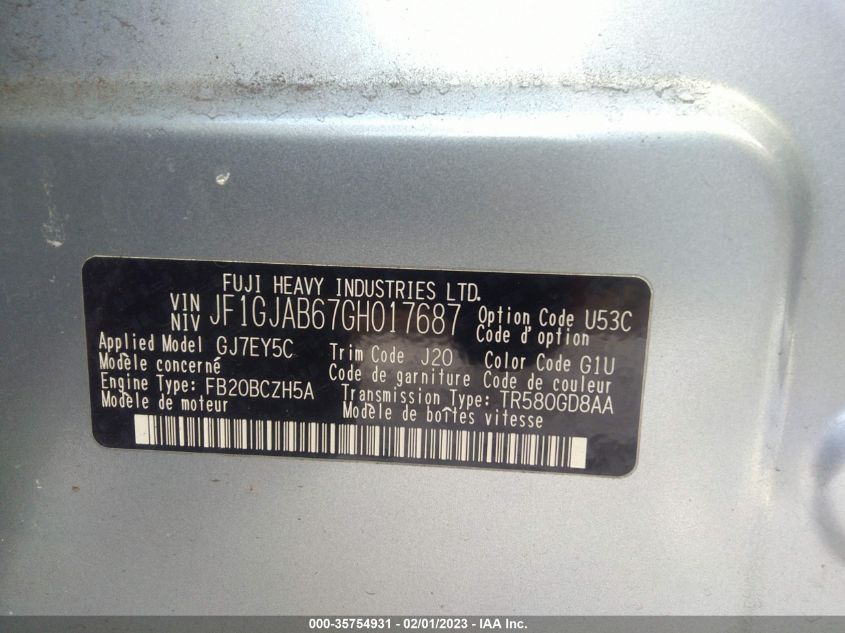 FUJI HEAVY INDUSTRIES LTD.
VIN
NIV JF1GJAB67GH017687 Option Code U53C
Code d'option
Applied Model GJ7EY5C Trim Code J20 Color Code G1U
Modèle concerné Code de garniture Code de couleur
Engine Type: FB20BCZH5A Transmission Type: TR580GD8AA
Modèle de moteur Modèle de boîtes vitesse
000-35754931 - 02/01/2023 - IAA Inc.